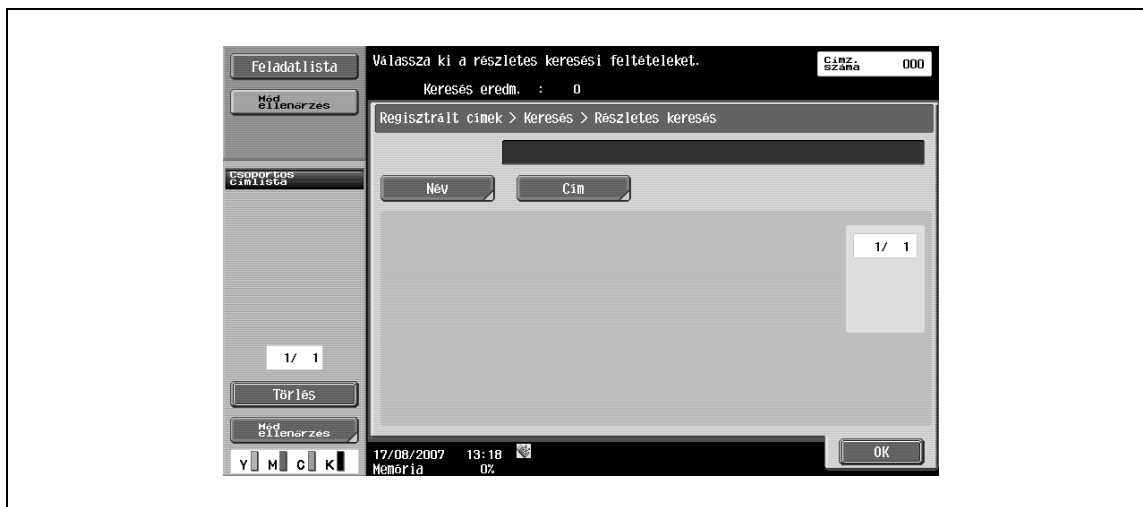 Feladatlista
Mód ellenőrzés
Csoportos címlista
1/ 1
Törlés
Mód ellenőrzés
Y M C K
Válassza ki a részletes keresési feltételeket.
Címz. száma 000
Keresés eredm. : 0
Regisztrált címek > Keresés > Részletes keresés
Név
Cím
1/ 1
17/08/2007 13:18
Memória 0%
OK